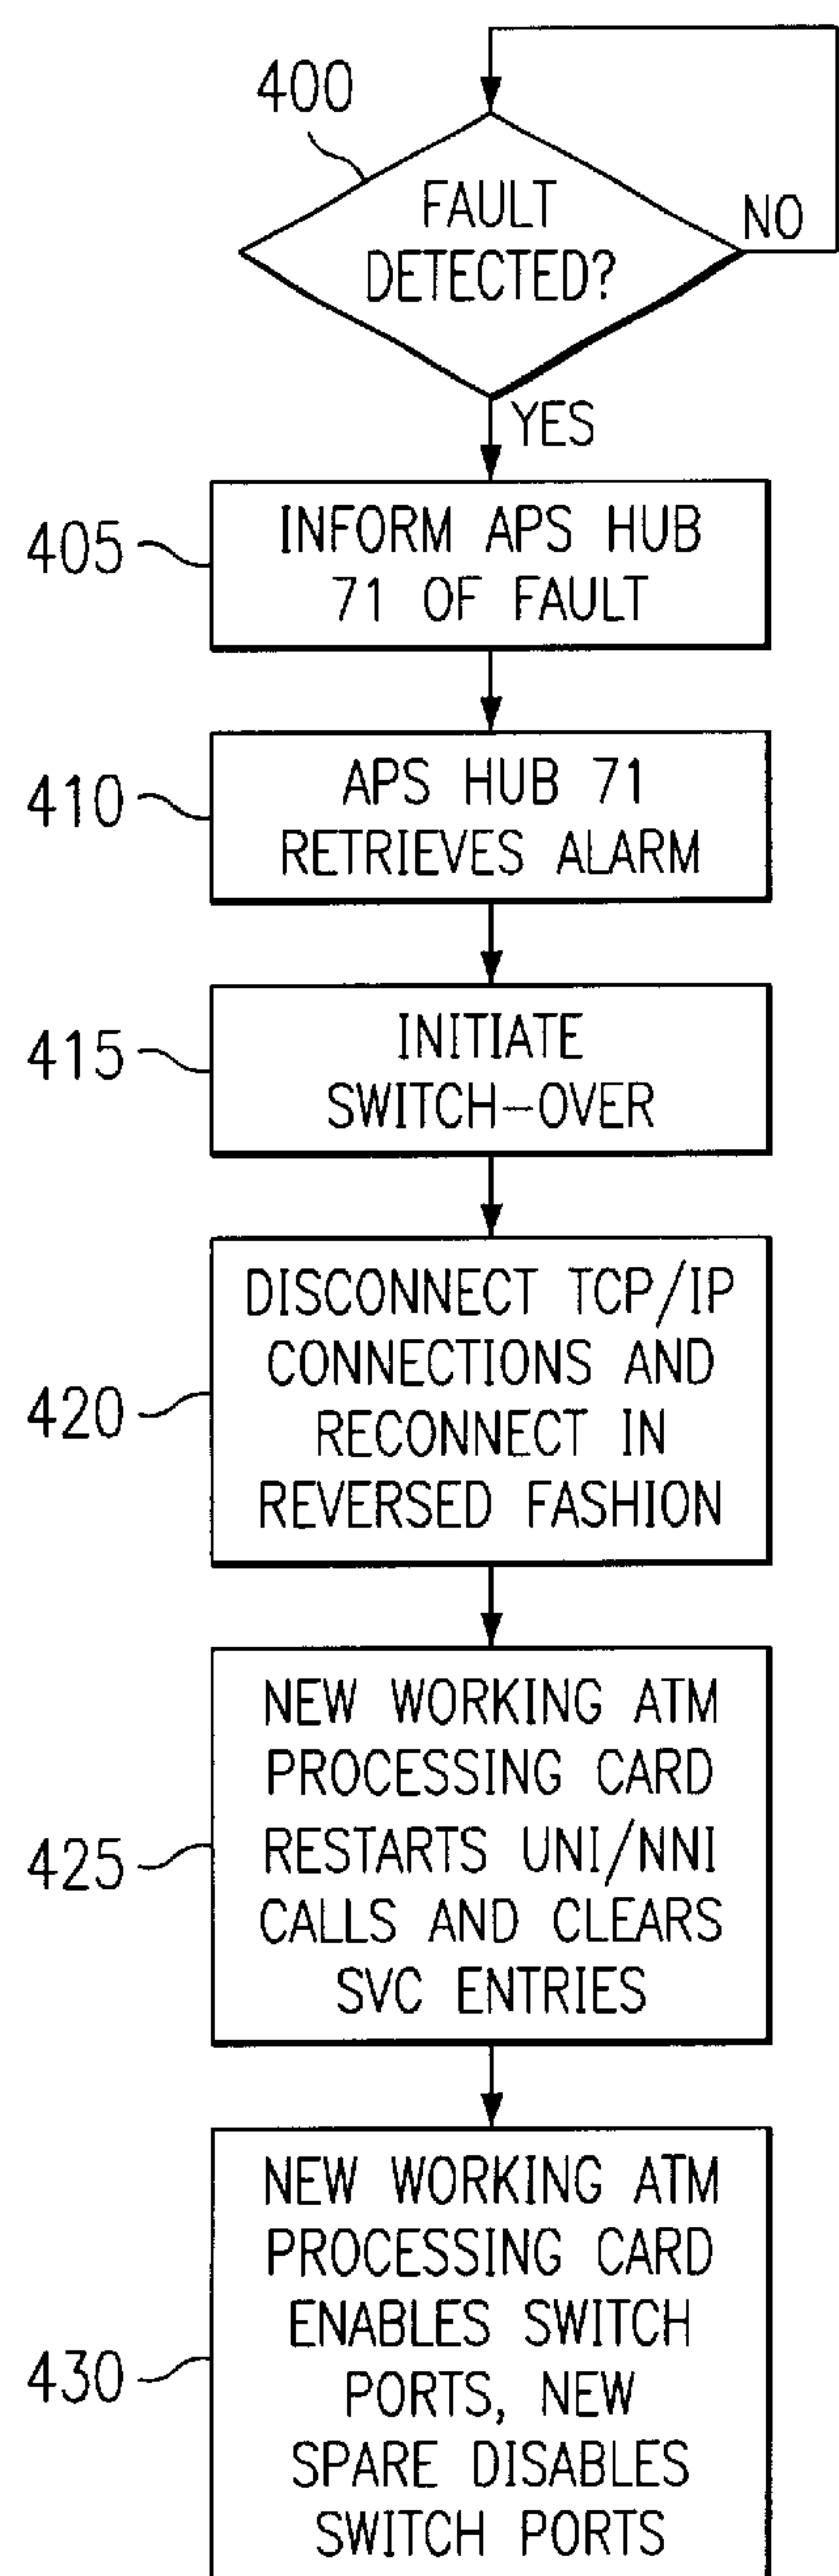 400
FAULT
DETECTED?
NO
YES
405
INFORM APS HUB
71 OF FAULT
410
APS HUB 71
RETRIEVES ALARM
415
INITIATE
SWITCH–OVER
420
DISCONNECT TCP/IP
CONNECTIONS AND
RECONNECT IN
REVERSED FASHION
425
NEW WORKING ATM
PROCESSING CARD
RESTARTS UNI/NNI
CALLS AND CLEARS
SVC ENTRIES
430
NEW WORKING ATM
PROCESSING CARD
ENABLES SWITCH
PORTS, NEW
SPARE DISABLES
SWITCH PORTS